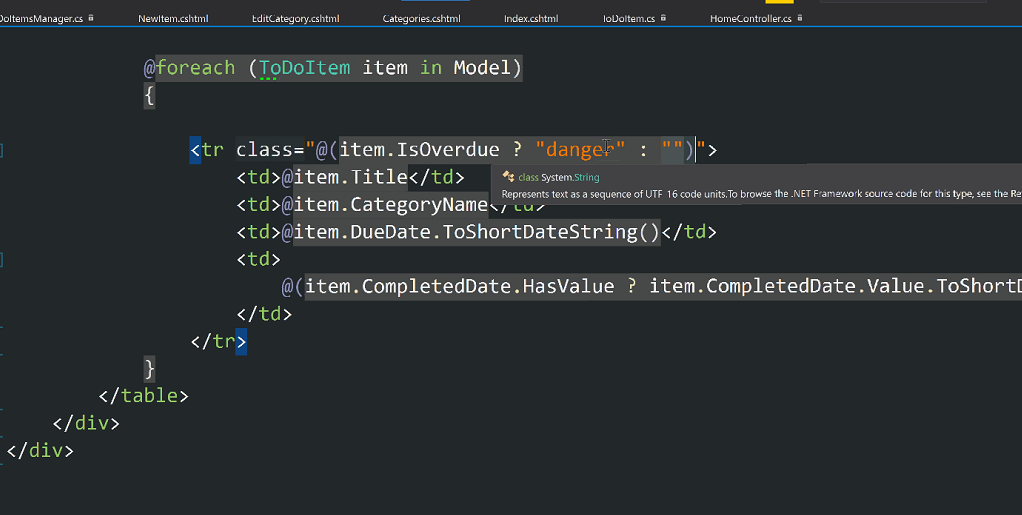 DoItemsManager.cs NewItem.cshtml EditCategory.cshtml Categories.cshtml Index.cshtml ToDoItem.cs HomeController.cs
@foreach (ToDoItem item in Model)
{
<tr class="@(item.IsOverdue ? "danger" : "")">
<td>@item.Title</td>
class System.String
Represents text as a sequence of UTF-16 code units.To browse the .NET Framework source code for this type, see the Re
<td>@item.CategoryName</td>
<td>@item.DueDate.ToShortDateString()</td>
<td>
@(item.CompletedDate.HasValue ? item.CompletedDate.Value.ToShortD
</td>
</tr>
}
</table>
</div>
</div>